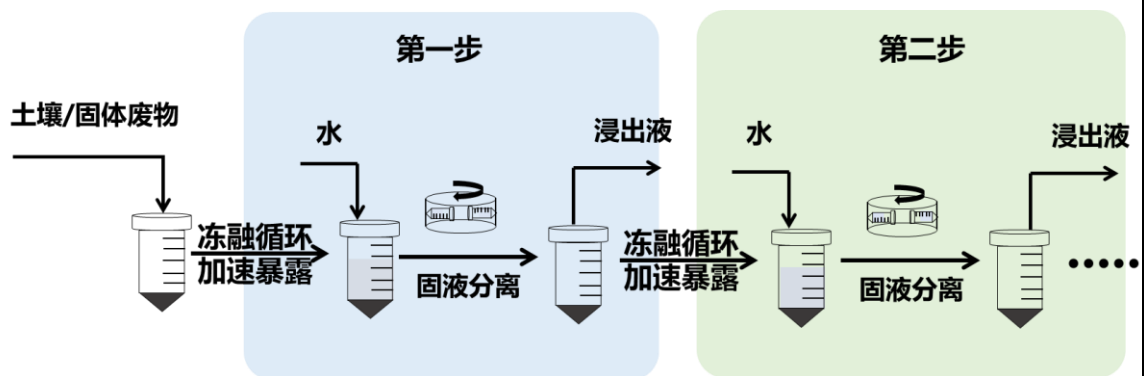 第一步
第二步
土壤/固体废物
水
浸出液
水
浸出液
冻融循环
加速暴露
固液分离
冻融循环
加速暴露
固液分离
······